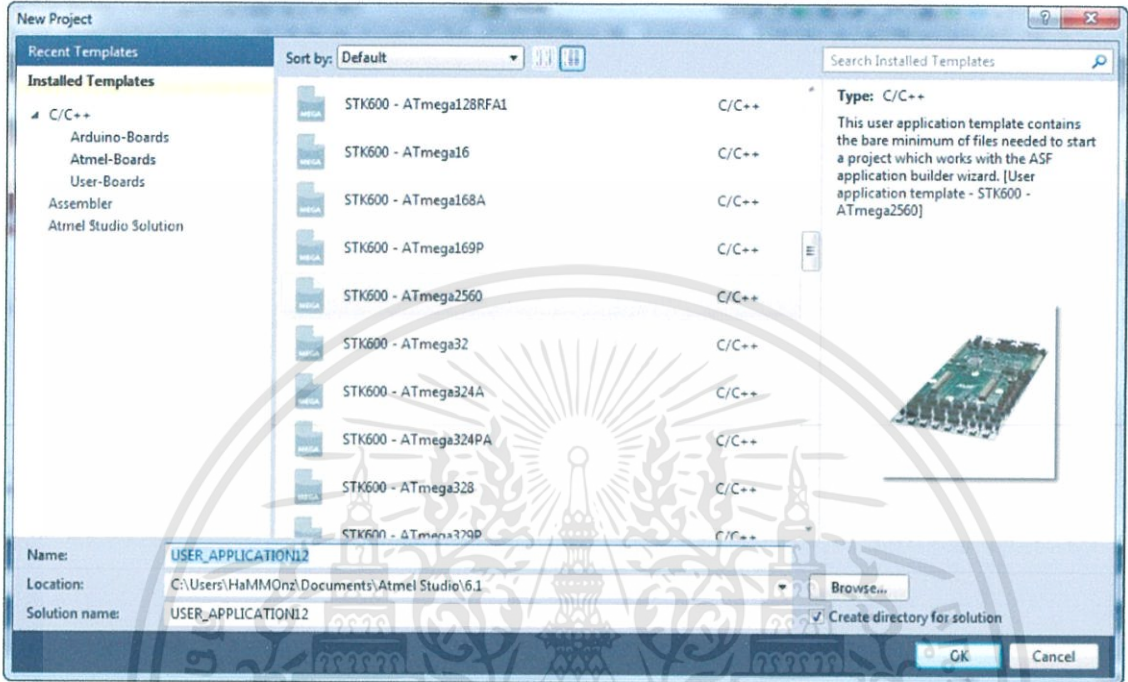 New Project
Recent Templates
Installed Templates
C/C++
Arduino-Boards
Atmel-Boards
User-Boards
Assembler
Atmel Studio Solution
Sort by: Default
STK600 - ATmega128RFA1 C/C++
STK600 - ATmega16 C/C++
STK600 - ATmega168A C/C++
STK600 - ATmega169P C/C++
STK600 - ATmega2560 C/C++
STK600 - ATmega32 C/C++
STK600 - ATmega324A C/C++
STK600 - ATmega324PA C/C++
STK600 - ATmega328 C/C++
STK600 - ATmega329P C/C++
Search Installed Templates
Type: C/C++
This user application template contains
the bare minimum of files needed to start
a project which works with the ASF
application builder wizard. [User
application template - STK600 -
ATmega2560]
Name: USER_APPLICATION12
Location: C:\Users\HaMMOnz\Documents\Atmel Studio\6.1
Browse...
Solution name: USER_APPLICATION12
Create directory for solution
OK Cancel